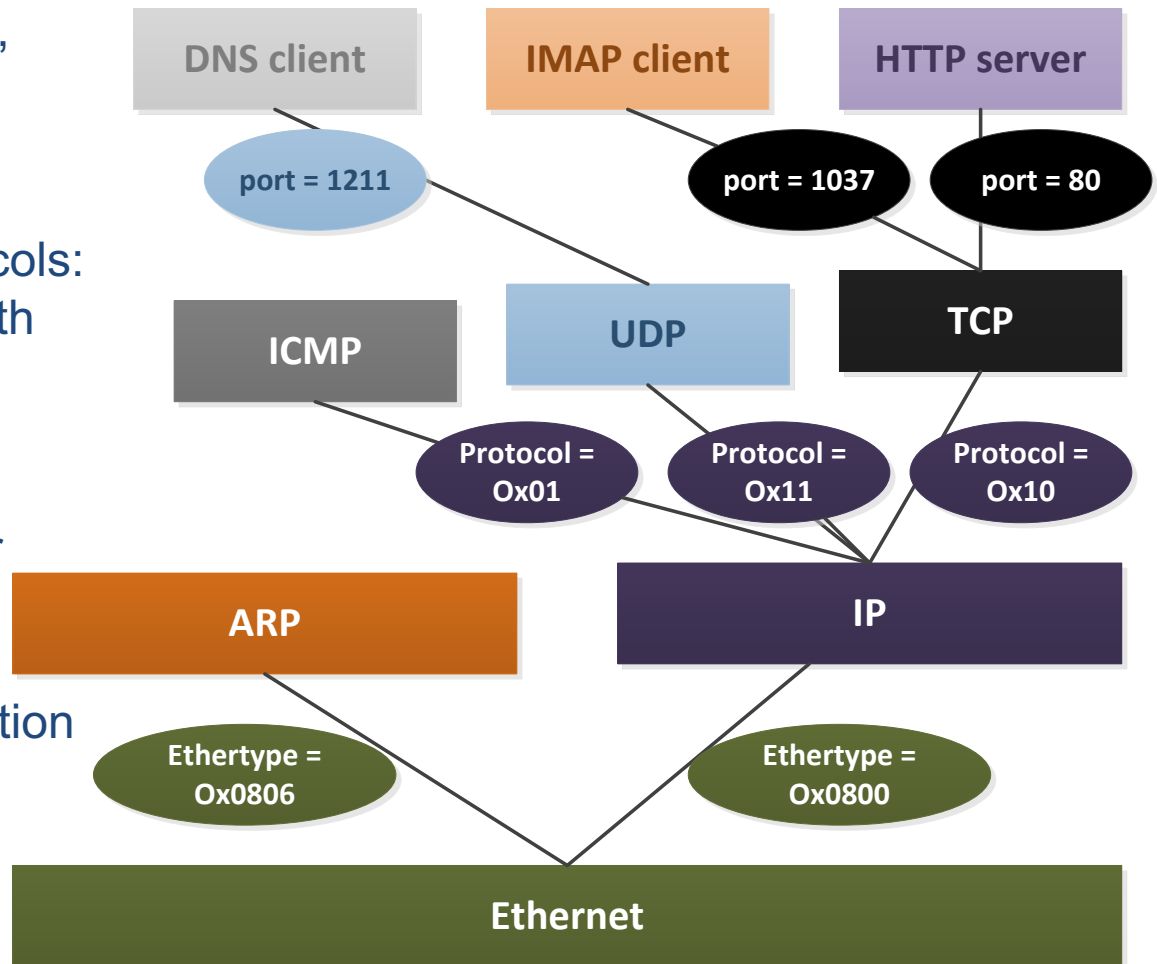 ,
DNS client
IMAP client
HTTP server
port = 1211
port = 1037
port = 80
cols:
th
ICMP
UDP
TCP
Protocol =
Ox01
Protocol =
Ox11
Protocol =
Ox10
ARP
IP
tion
Ethertype =
Ox0806
Ethertype =
Ox0800
Ethernet